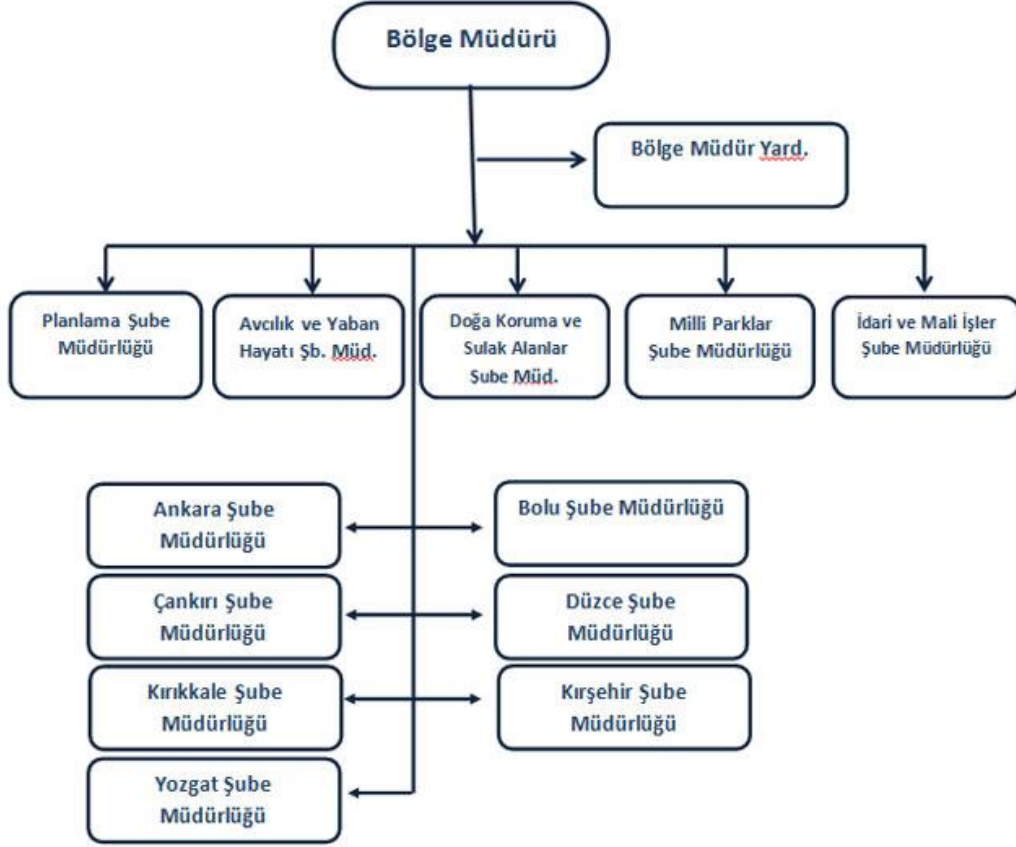 Bölge Müdürü
Bölge Müdür Yard.
Planlama Şube
Müdürlüğü
Avcılık ve Yaban
Hayatı Şb. Müd.
Doğa Koruma ve
Sulak Alanlar
Şube Müd.
Milli Parklar
Şube Müdürlüğü
İdari ve Mali İşler
Şube Müdürlüğü
Ankara Şube
Müdürlüğü
Bolu Şube Müdürlüğü
Çankırı Şube
Müdürlüğü
Düzce Şube
Müdürlüğü
Kırıkkale Şube
Müdürlüğü
Kırşehir Şube
Müdürlüğü
Yozgat Şube
Müdürlüğü